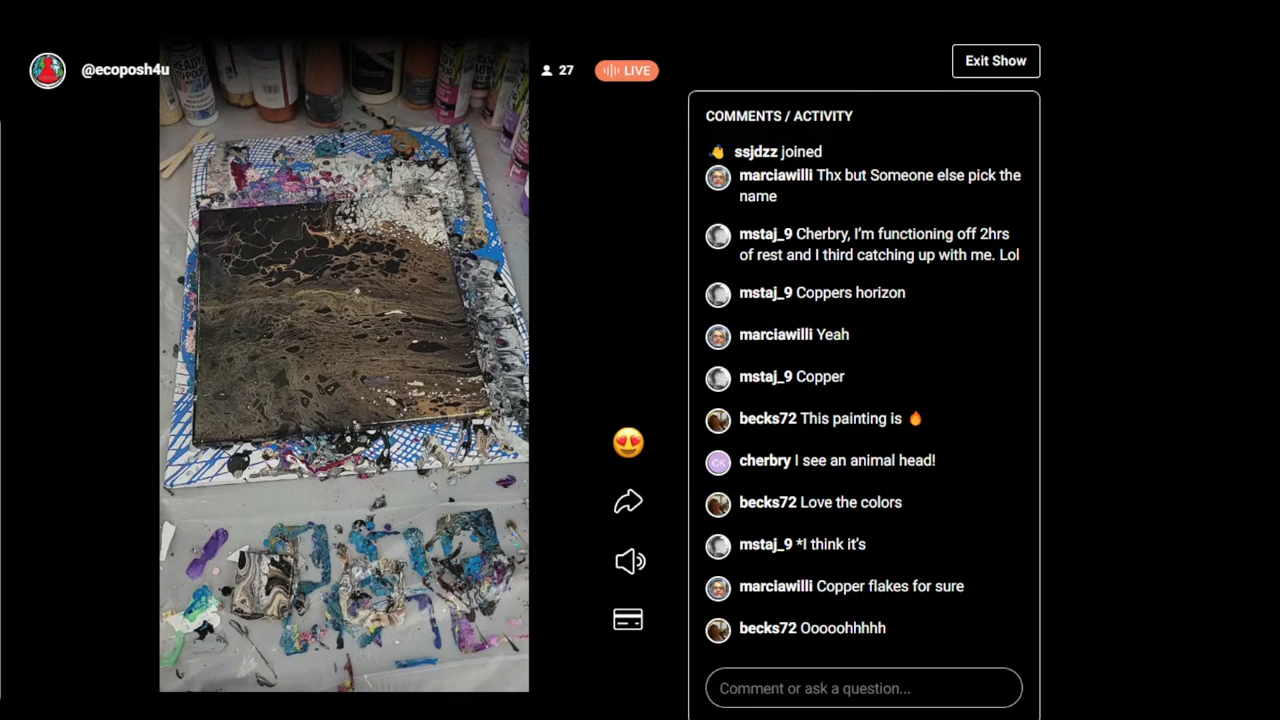 @ecoposh4u
27
LIVE
Exit Show
COMMENTS / ACTIVITY
ssjdzz joined
marciawilli Thx but Someone else pick the
name
mstaj_9 Cherbry, I'm functioning off 2hrs
of rest and I third catching up with me. Lol
mstaj_9 Coppers horizon
marciawilli Yeah
mstaj_9 Copper
becks72 This painting is 🔥
CK
cherbry I see an animal head!
becks72 Love the colors
mstaj_9 *I think it's
marciawilli Copper flakes for sure
becks72 Ooooohhhhh
Comment or ask a question...